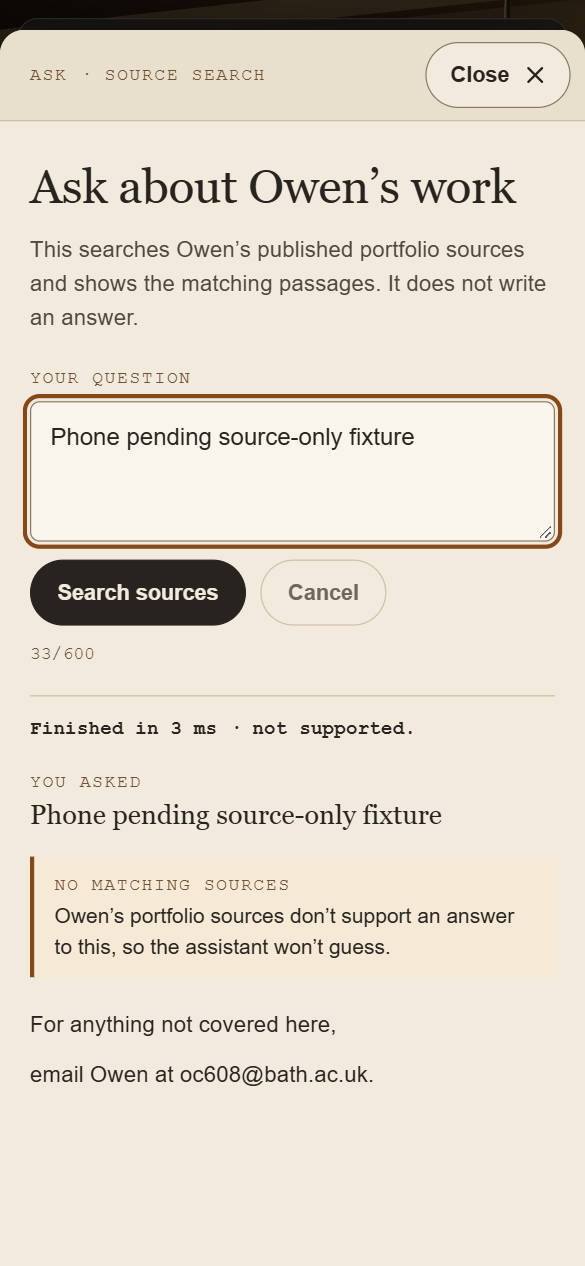 ASK · SOURCE SEARCH
Close
Ask about Owen’s work
This searches Owen’s published portfolio sources
and shows the matching passages. It does not write
an answer.
YOUR QUESTION
Phone pending source-only fixture
Search sources
Cancel
33/600
Finished in 3 ms · not supported.
YOU ASKED
Phone pending source-only fixture
NO MATCHING SOURCES
Owen’s portfolio sources don’t support an answer
to this, so the assistant won’t guess.
For anything not covered here,
email Owen at oc608@bath.ac.uk.